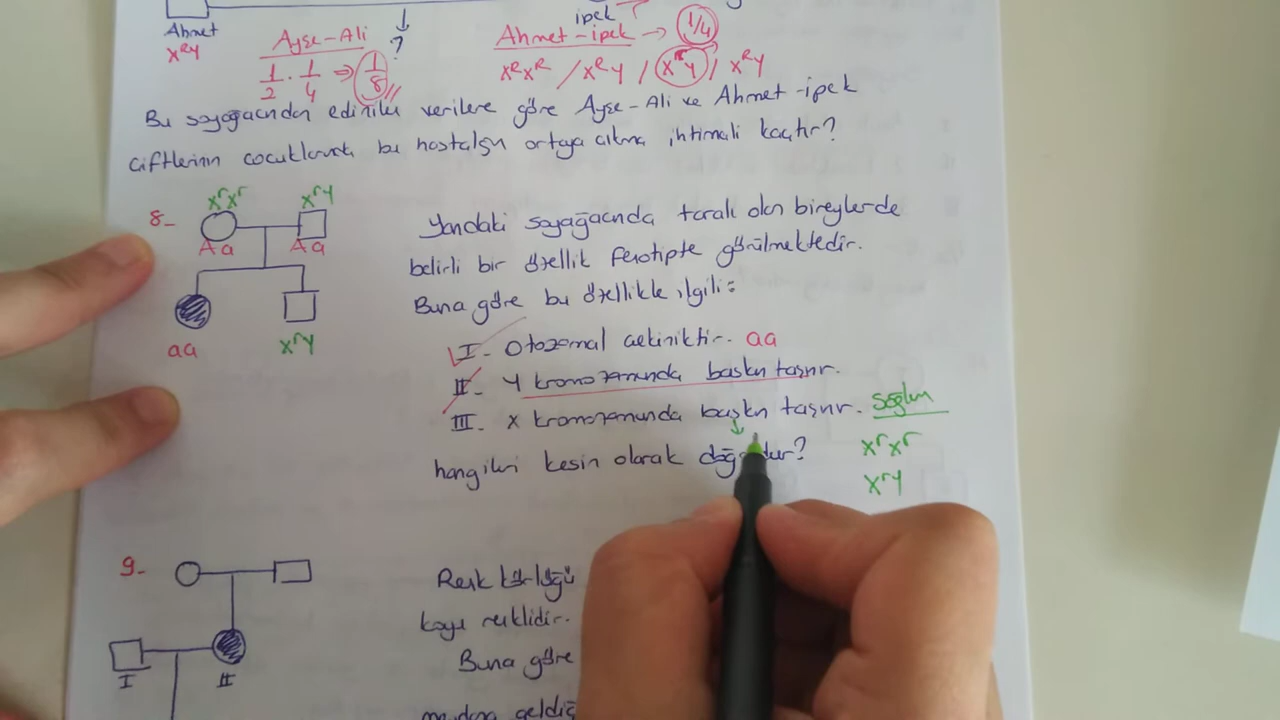 ipek
Ahmet
XᴿY
Ayşe-Ali
?
1/2 . 1/4 ⇒ 1/8 //
Ahmet-ipek → 1/4
XᴿXᴿ / XᴿY / XʳY / XᴿY
Bu soyağacından edinilen verilere göre Ayşe-Ali ve Ahmet-ipek
çiftlerinin çocuklarında bu hastalığın ortaya çıkma ihtimali kaçtır?
8-
XʳXʳ XʳY
Aa Aa
aa XʳY
Yandaki soyağacında taralı olan bireylerde
belirli bir özellik fenotipte görülmektedir.
Buna göre bu özellikle ilgili:
I- Otozomal çekiniktir. aa
II- Y kromozomunda baskın taşınır.
III- X kromozomunda baskın taşınır. Sağlam
XʳXʳ
XʳY
hangileri kesin olarak
9-
Renk körlüğü
I II
Buna göre